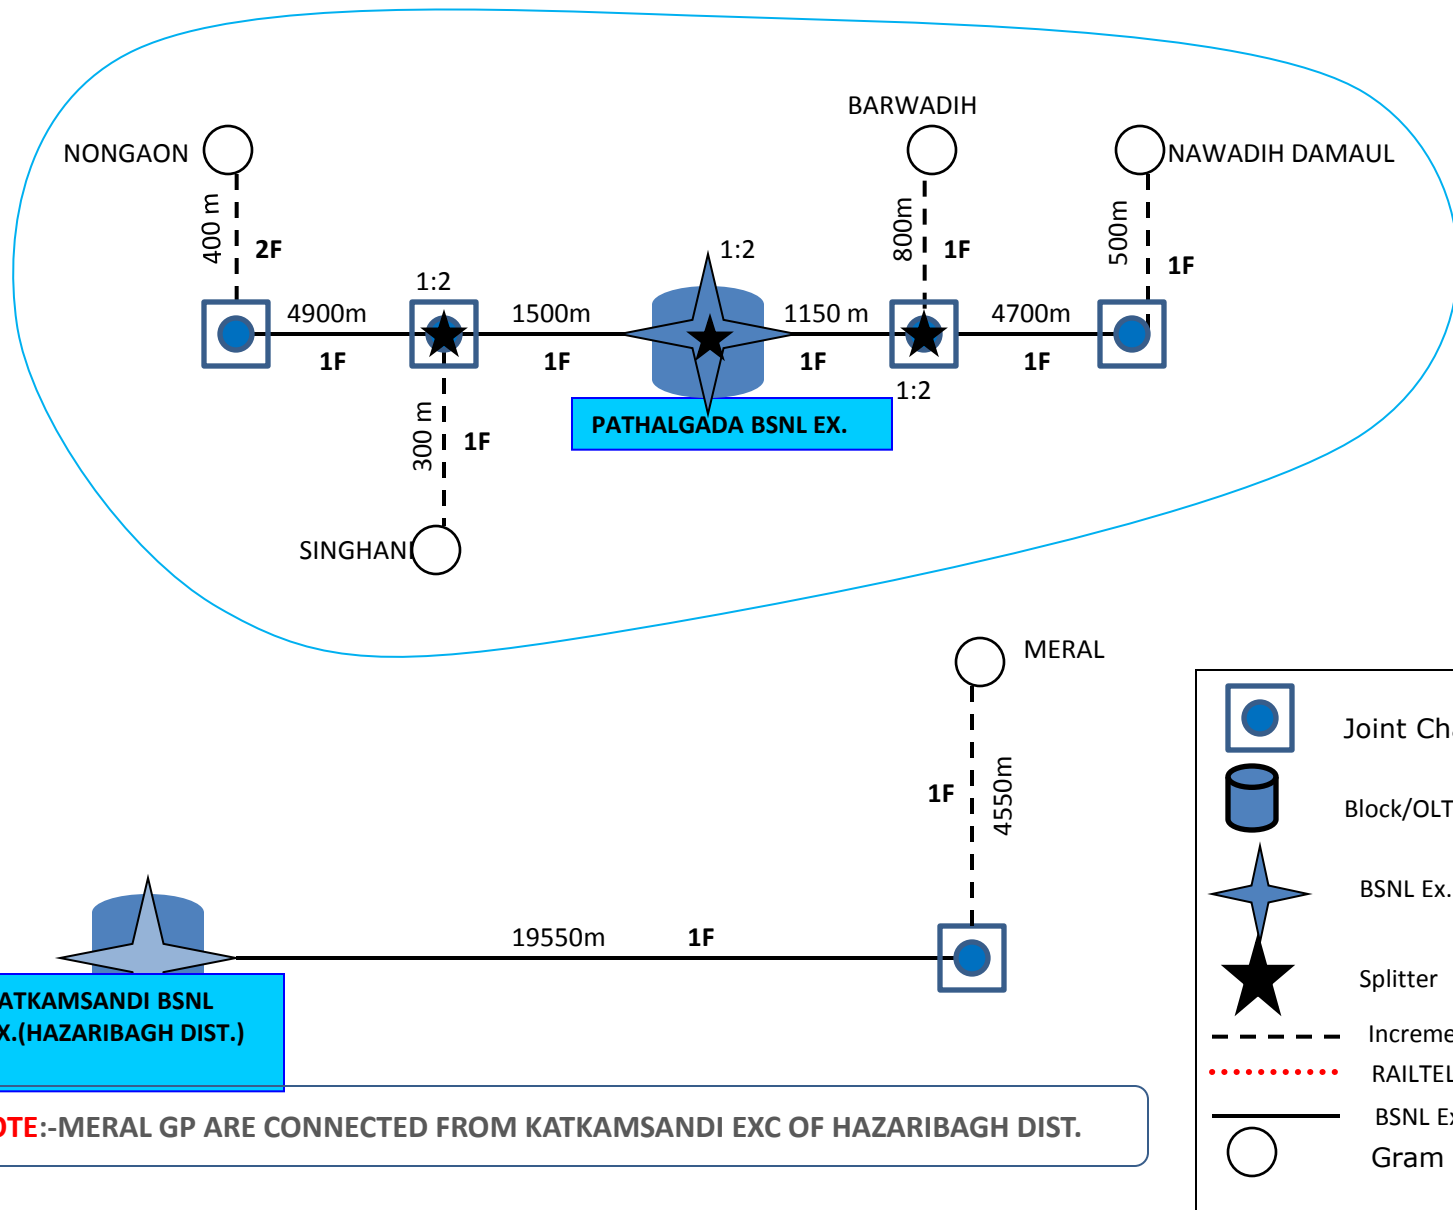 BARWADIH
NONGAON
NAWADIH DAMAUL
400 m
2F
800m
1F
500m
1F
1:2
1:2
4900m
1500m
1150 m
4700m
1F
1F
1F
1F
1:2
PATHALGADA BSNL EX.
300 m
1F
SINGHANI
MERAL
1F
4550m
19550m
1F
ATKAMSANDI BSNL
X.(HAZARIBAGH DIST.)
OTE:-MERAL GP ARE CONNECTED FROM KATKAMSANDI EXC OF HAZARIBAGH DIST.
Joint Cha
Block/OLT
BSNL Ex.
Splitter
Increme
RAILTEL
BSNL Ex
Gram